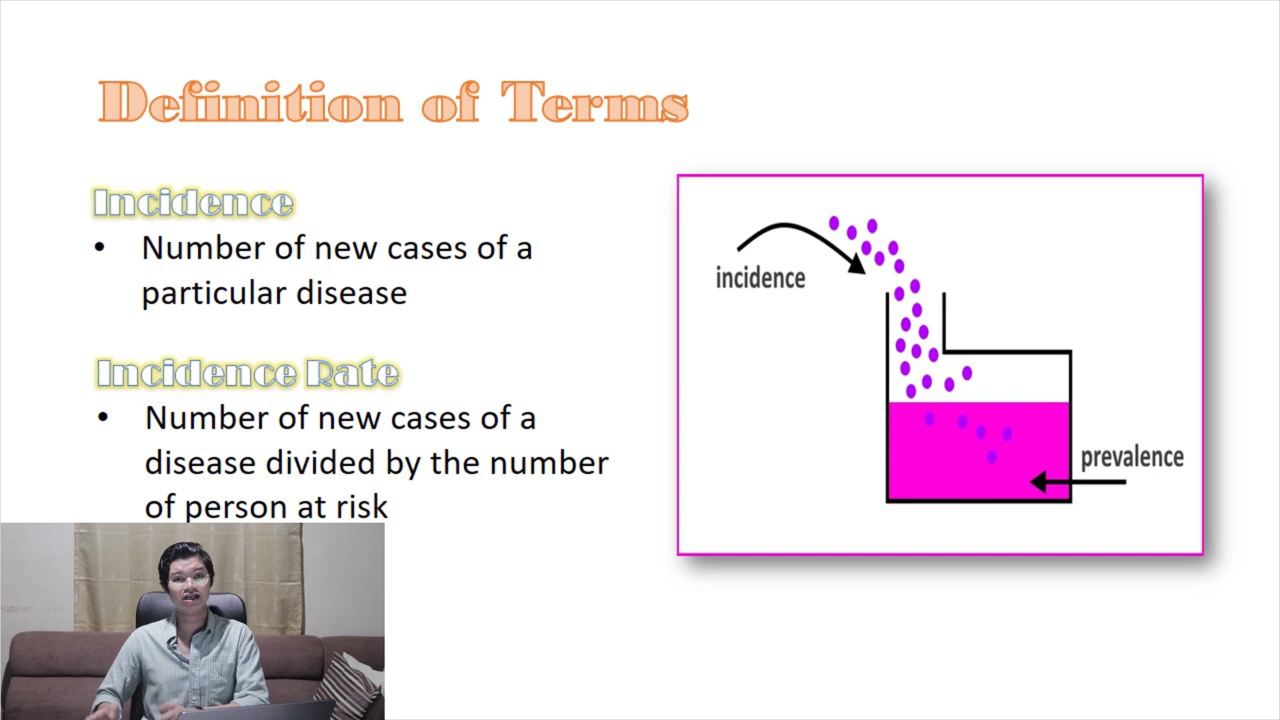 Definition of Terms
Incidence
• Number of new cases of a
particular disease
Incidence Rate
• Number of new cases of a
disease divided by the number
of person at risk
incidence
prevalence